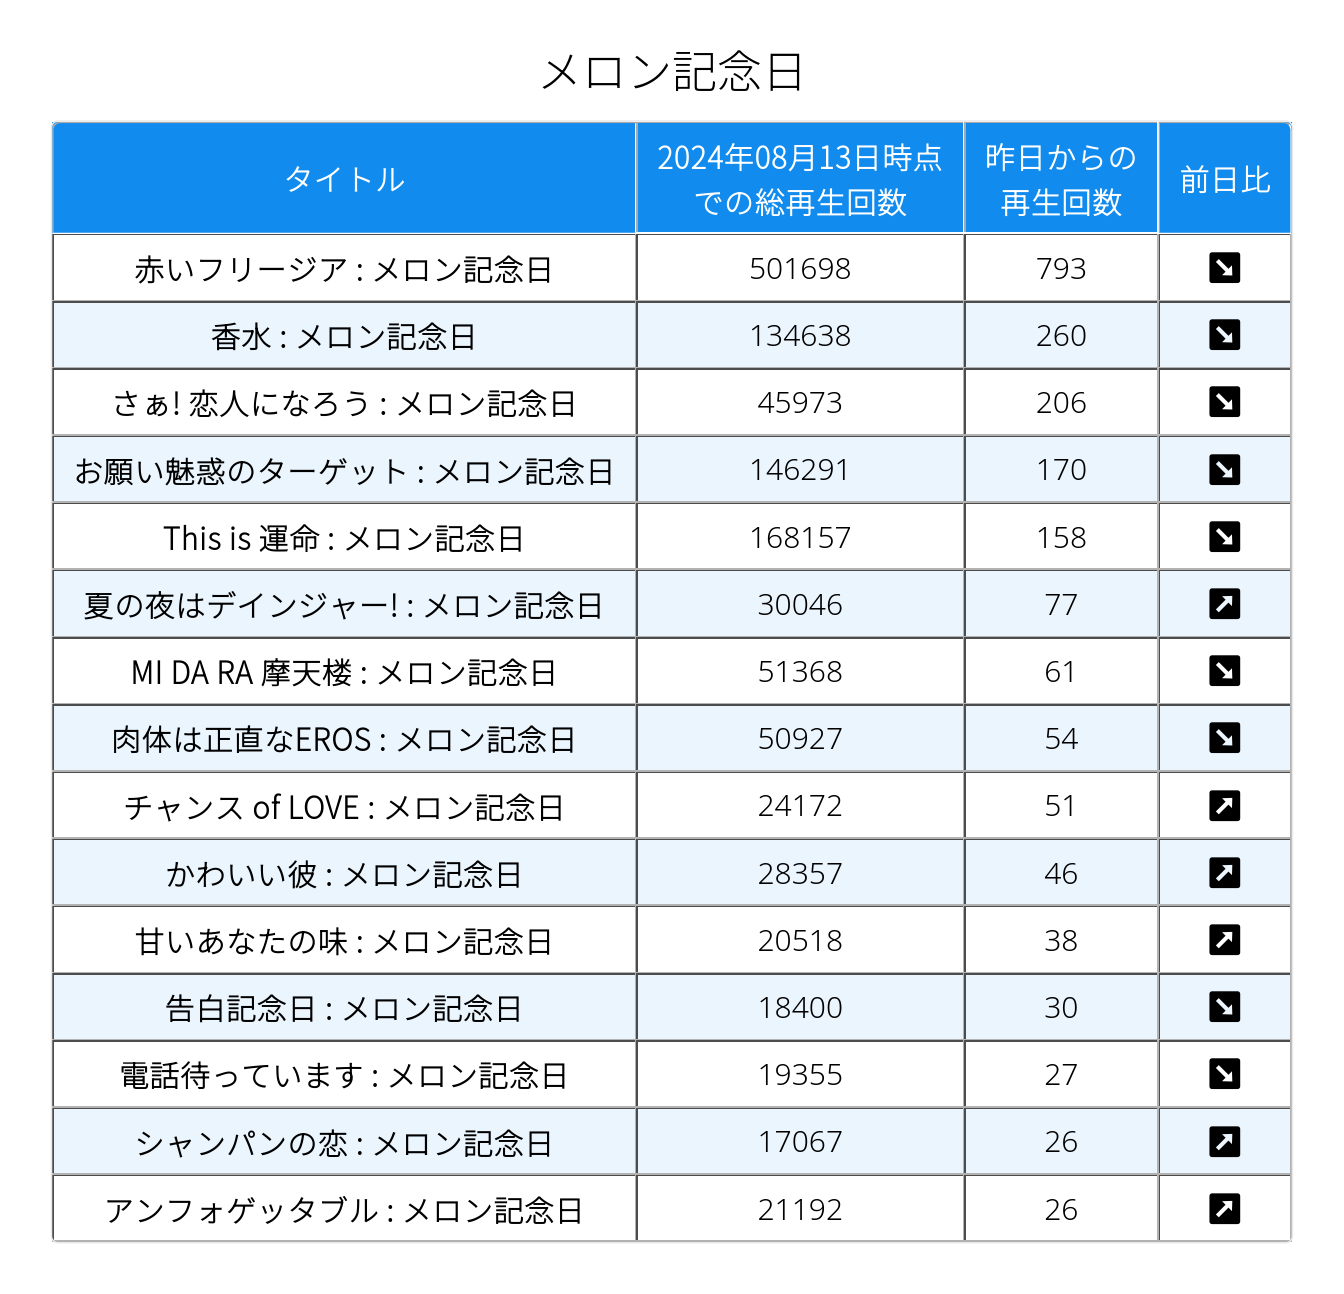 メロン記念日
タイトル
2024年08月13日時点
での総再生回数
昨日からの
再生回数
前日比
赤いフリージア : メロン記念日 501698 793 ↘
香水 : メロン記念日 134638 260 ↘
さぁ! 恋人になろう : メロン記念日 45973 206 ↘
お願い魅惑のターゲット : メロン記念日 146291 170 ↘
This is 運命 : メロン記念日 168157 158 ↘
夏の夜はデインジャー! : メロン記念日 30046 77 ↗
MI DA RA 摩天楼 : メロン記念日 51368 61 ↘
肉体は正直なEROS : メロン記念日 50927 54 ↘
チャンス of LOVE : メロン記念日 24172 51 ↗
かわいい彼 : メロン記念日 28357 46 ↗
甘いあなたの味 : メロン記念日 20518 38 ↗
告白記念日 : メロン記念日 18400 30 ↘
電話待っています : メロン記念日 19355 27 ↘
シャンパンの恋 : メロン記念日 17067 26 ↗
アンフォゲッタブル : メロン記念日 21192 26 ↗